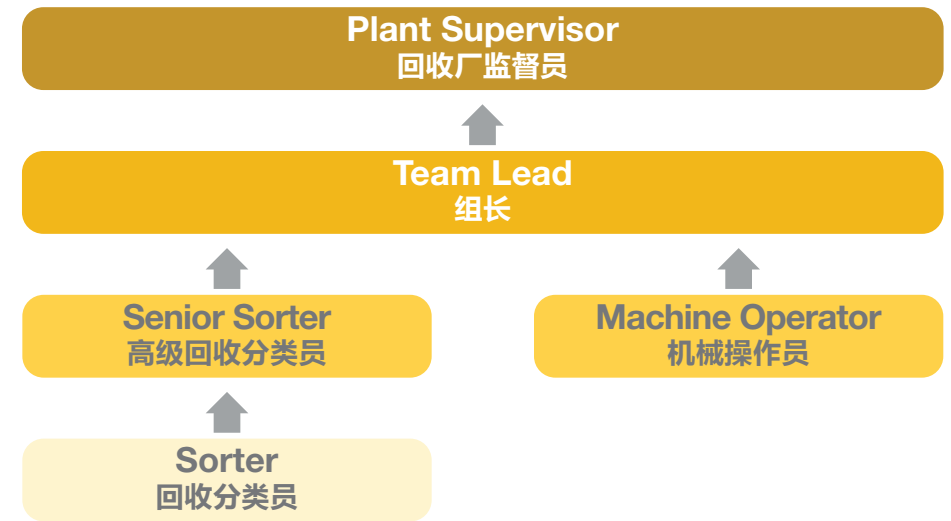 Plant Supervisor
回收厂监督员
Team Lead
组长
Senior Sorter
高级回收分类员
Machine Operator
机械操作员
Sorter
回收分类员